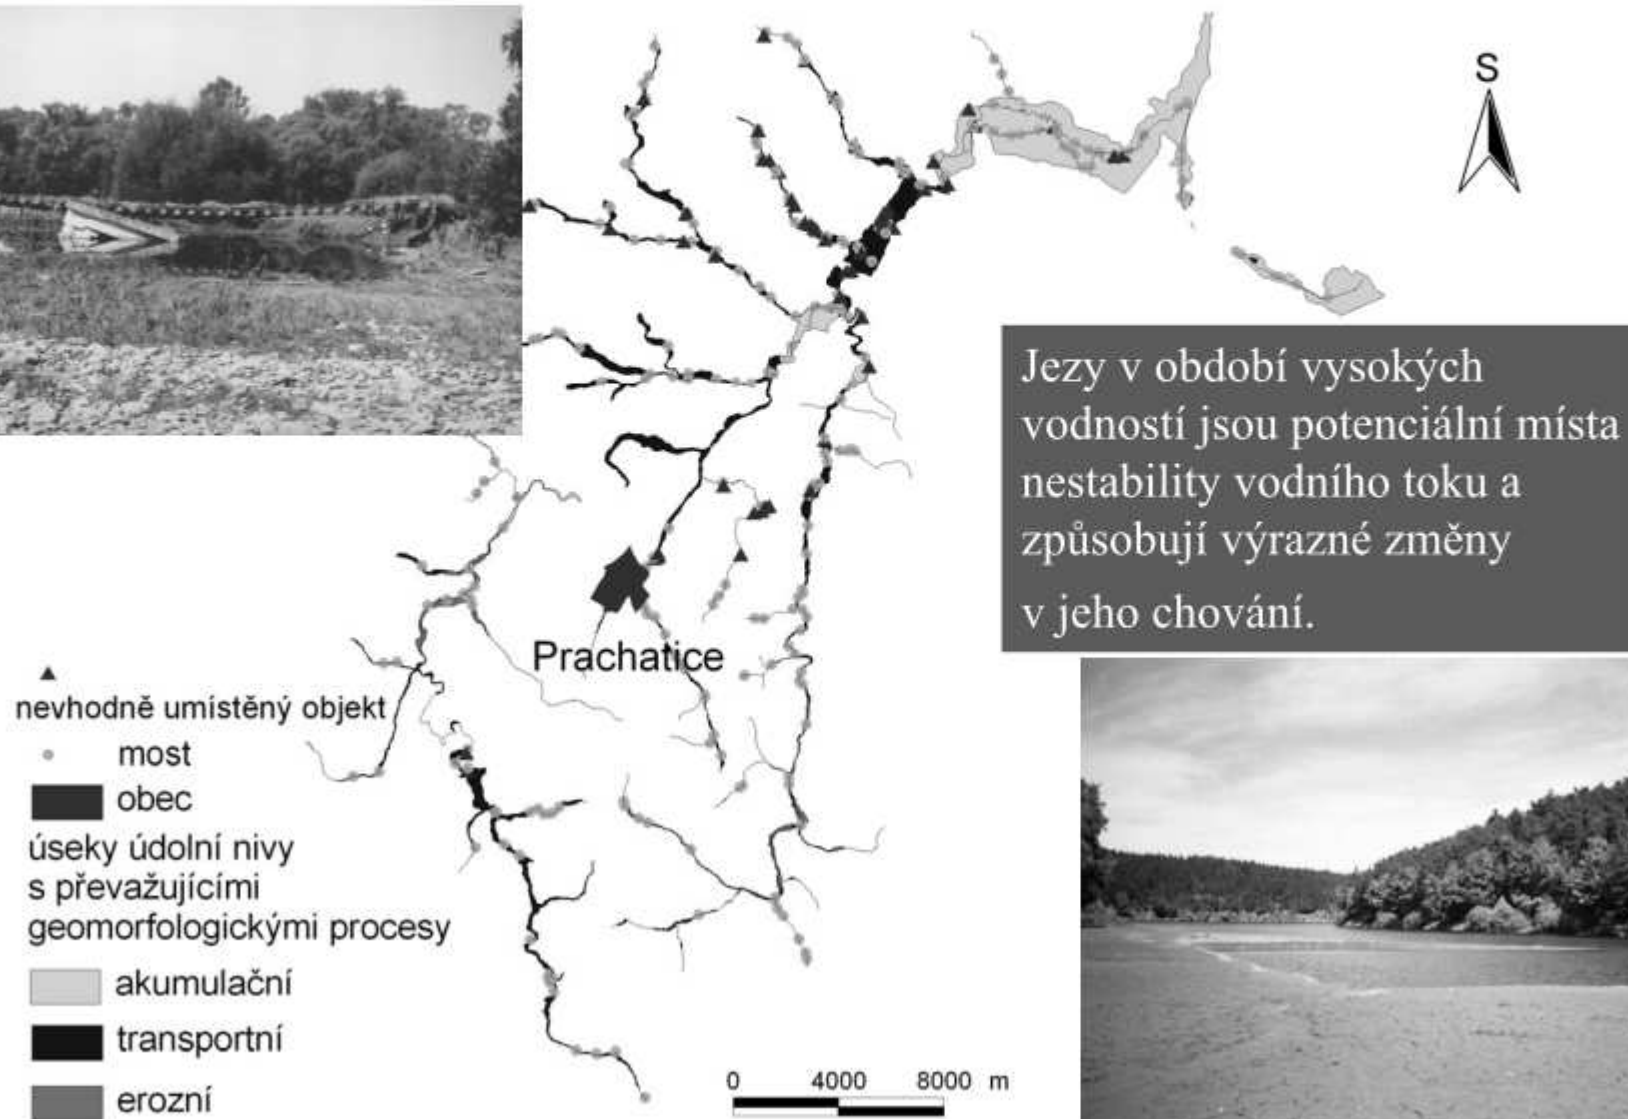 S
Jezy v období vysokých
vodností jsou potenciální místa
nestability vodního toku a
způsobují výrazné změny
v jeho chování.
Prachatice
nevhodně umístěný objekt
most
obec
úseky údolní nivy
s převažujícími
geomorfologickými procesy
akumulační
transportní
erozní
0 4000 8000 m